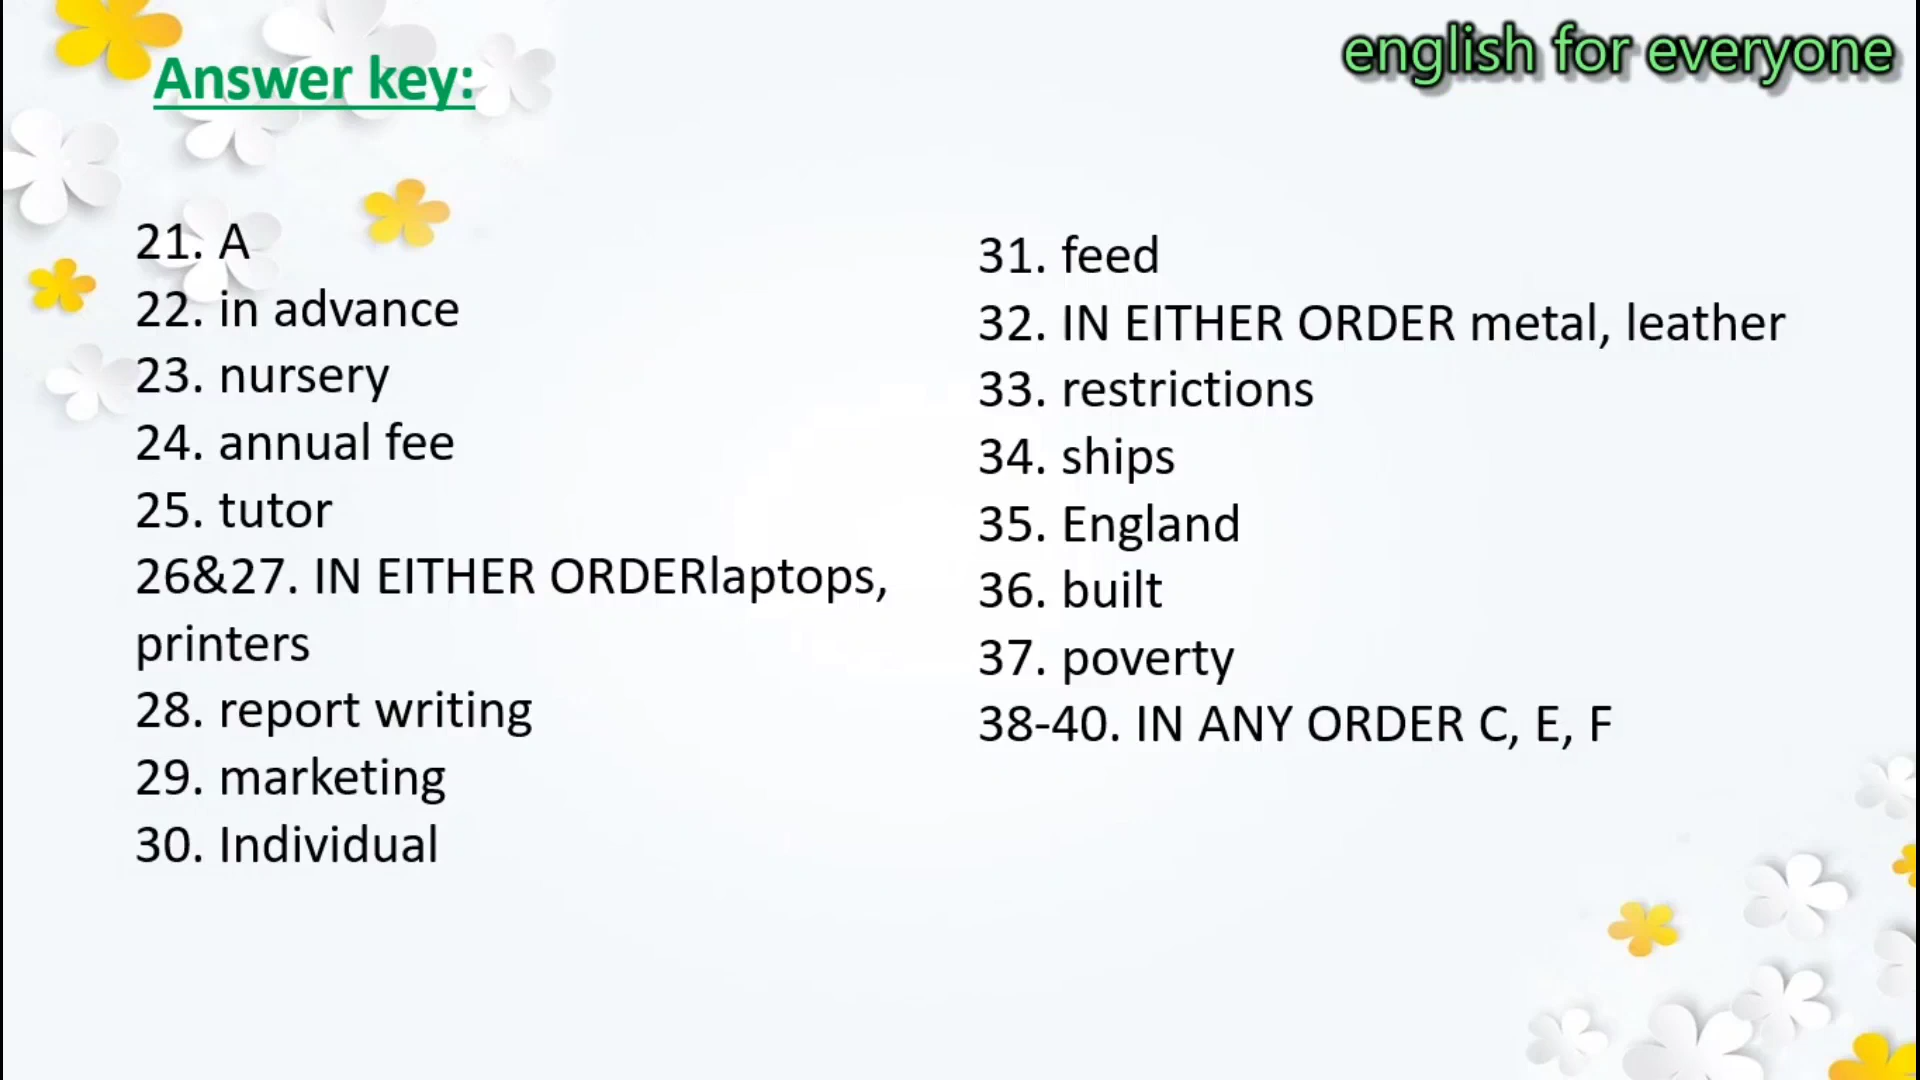 Answer key:
english for everyone
21. A
22. in advance
23. nursery
24. annual fee
25. tutor
26&27. IN EITHER ORDERlaptops,
printers
28. report writing
29. marketing
30. Individual
31. feed
32. IN EITHER ORDER metal, leather
33. restrictions
34. ships
35. England
36. built
37. poverty
38-40. IN ANY ORDER C, E, F